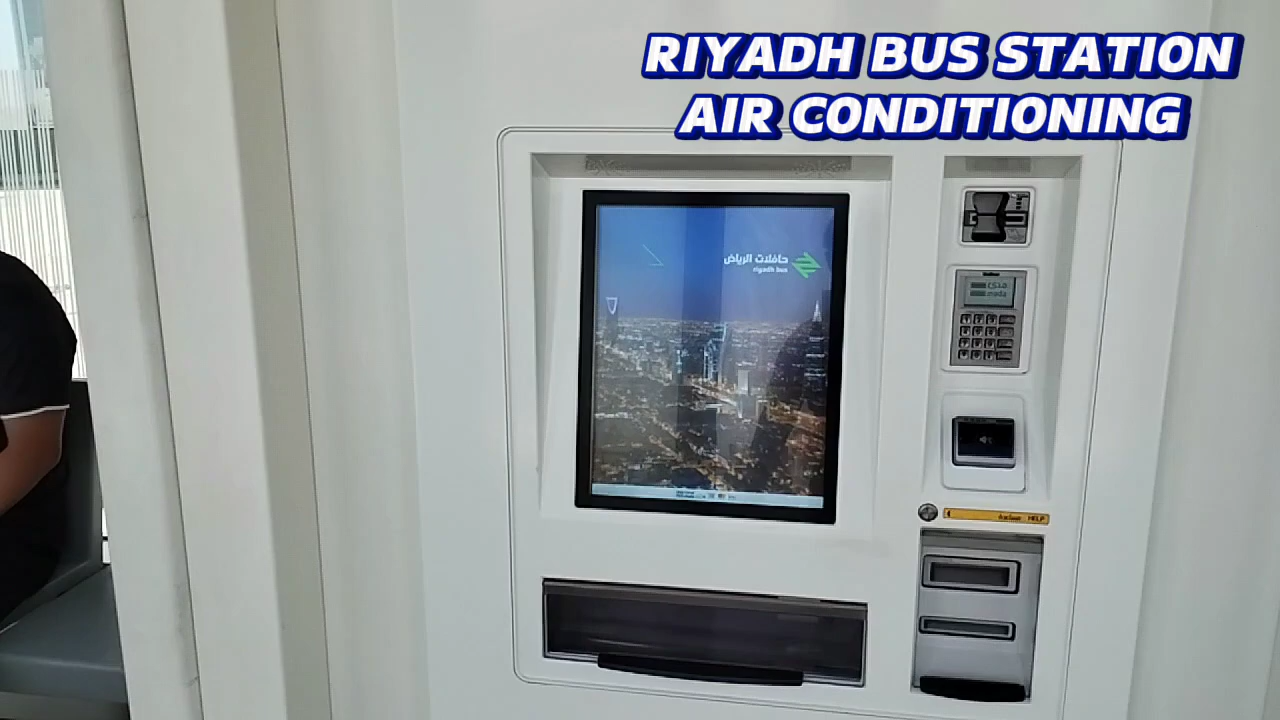 RIYADH BUS STATION
AIR CONDITIONING
حافلات الرياض
riyadh bus
مدى
mada
مساعدة HELP